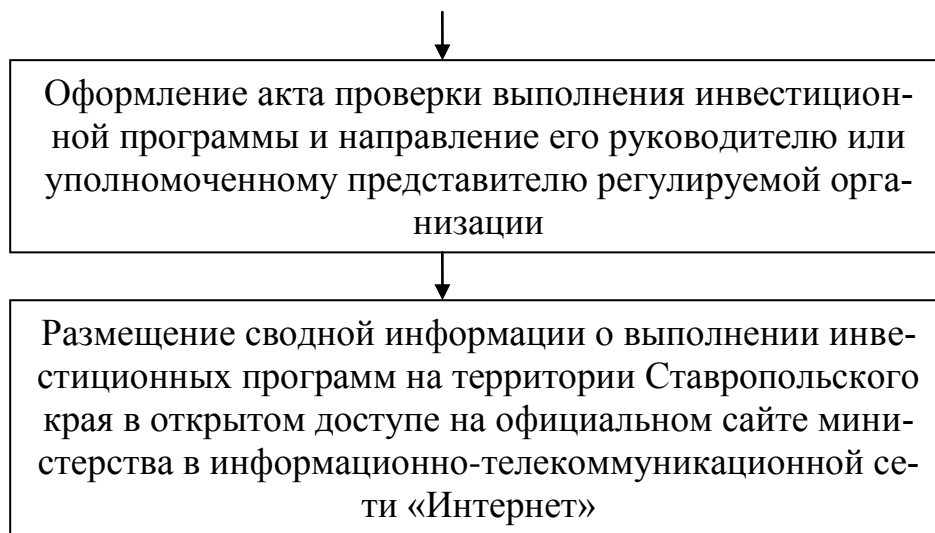 Оформление акта проверки выполнения инвестицион-
ной программы и направление его руководителю или
уполномоченному представителю регулируемой орга-
низации
Размещение сводной информации о выполнении инве-
стиционных программ на территории Ставропольского
края в открытом доступе на официальном сайте мини-
стерства в информационно-телекоммуникационной се-
ти «Интернет»